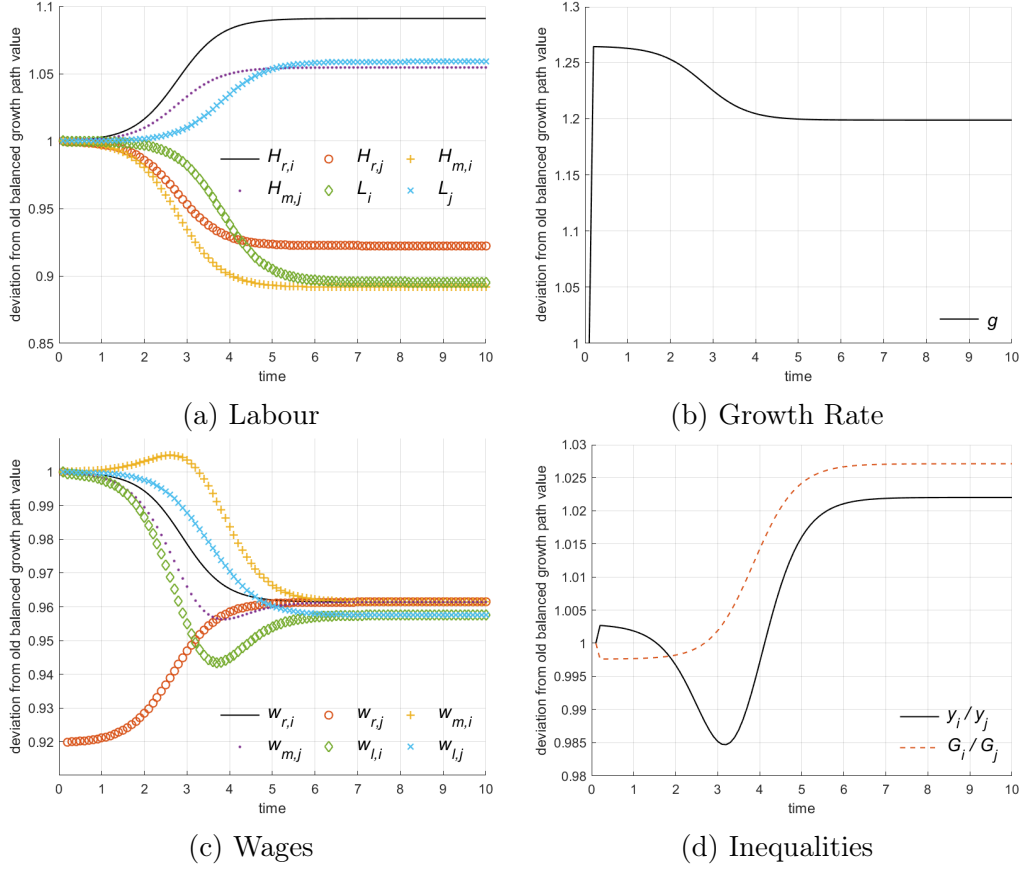 deviation from old balanced growth path value
1.1
1.05
1
0.95
0.9
0.85
H_{r,i} H_{r,j} H_{m,i}
H_{m,j} L_i L_j
0 1 2 3 4 5 6 7 8 9 10
time
(a) Labour
deviation from old balanced growth path value
1.3
1.25
1.2
1.15
1.1
1.05
1
g
0 1 2 3 4 5 6 7 8 9 10
time
(b) Growth Rate
deviation from old balanced growth path value
1
0.99
0.98
0.97
0.96
0.95
0.94
0.93
0.92
w_{r,i} w_{r,j} w_{m,i}
w_{m,j} w_{l,i} w_{l,j}
0 1 2 3 4 5 6 7 8 9 10
time
(c) Wages
deviation from old balanced growth path value
1.03
1.025
1.02
1.015
1.01
1.005
1
0.995
0.99
0.985
0.98
y_i / y_j
G_i / G_j
0 1 2 3 4 5 6 7 8 9 10
time
(d) Inequalities